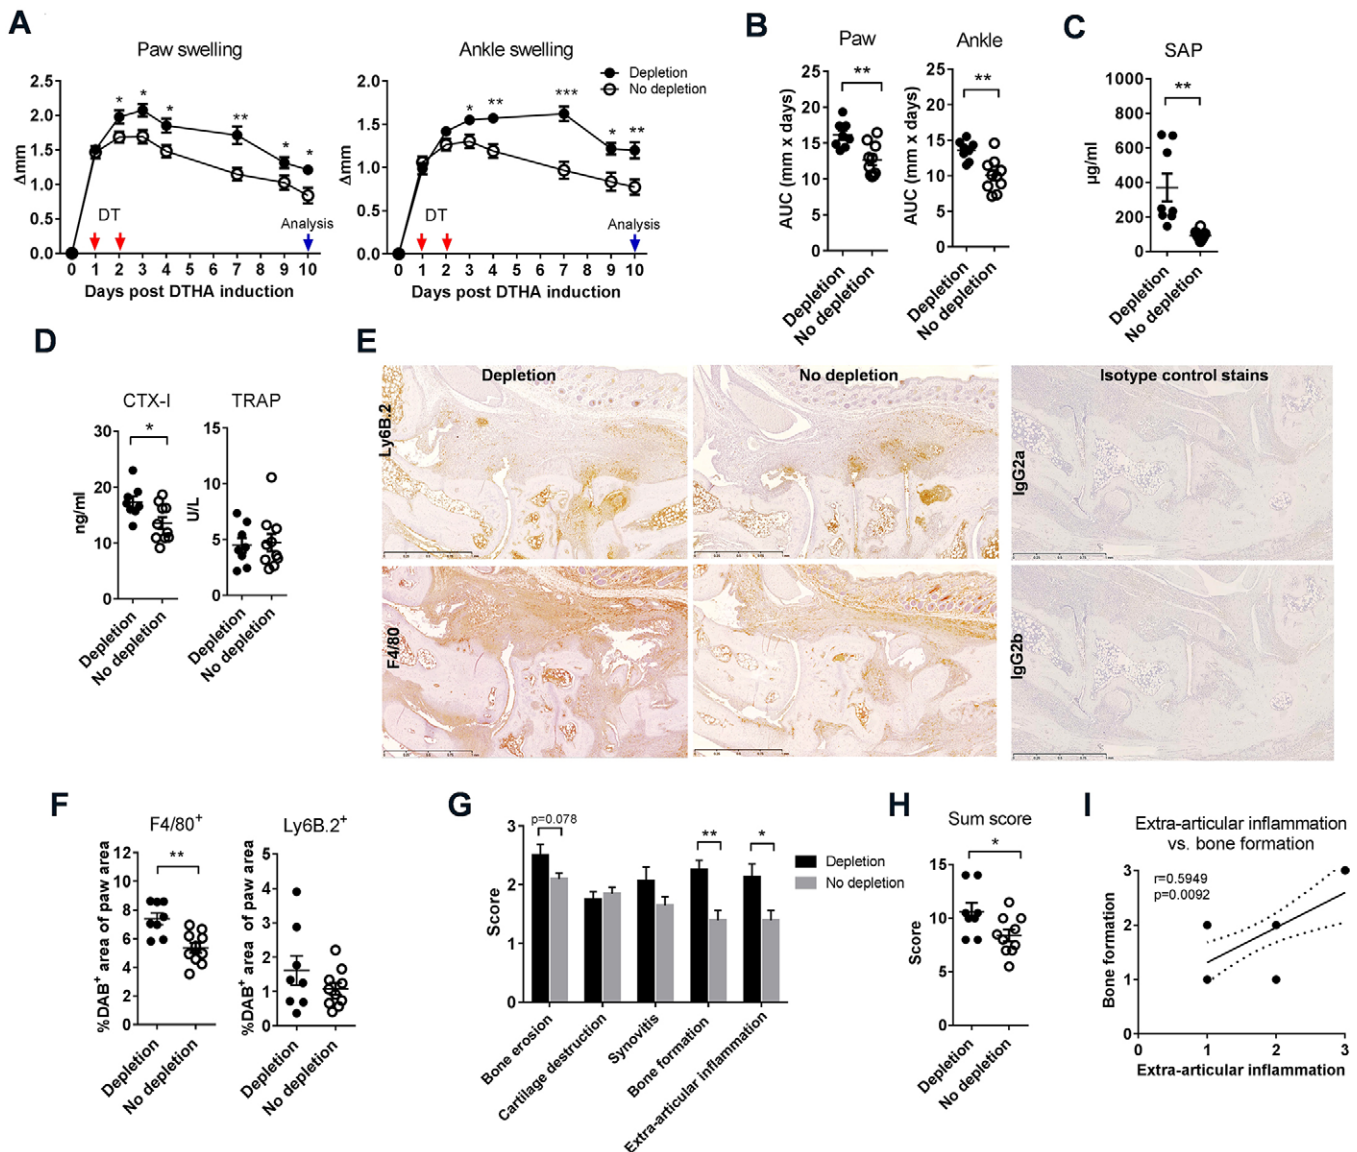 A
Paw swelling
Δmm
2.5
2.0
1.5
1.0
0.5
0.0
* * * ** * *
DT
Analysis
0 1 2 3 4 5 6 7 8 9 10
Days post DTHA induction
Ankle swelling
Depletion
No depletion
Δmm
2.0
1.5
1.0
0.5
0.0
* ** *** * **
DT
Analysis
0 1 2 3 4 5 6 7 8 9 10
Days post DTHA induction
B
Paw
**
AUC (mm x days)
25
20
15
10
5
0
Depletion
No depletion
Ankle
**
AUC (mm x days)
25
20
15
10
5
0
Depletion
No depletion
C
SAP
**
µg/ml
1000
800
600
400
200
0
Depletion
No depletion
D
CTX-I
*
ng/ml
30
20
10
0
Depletion
No depletion
TRAP
U/L
15
10
5
0
Depletion
No depletion
E
Depletion
No depletion
Isotype control stains
Ly6B.2
IgG2a
F4/80
IgG2b
F
F4/80+
**
%DAB+ area of paw area
12
10
8
6
4
2
0
Depletion
No depletion
Ly6B.2+
%DAB+ area of paw area
5
4
3
2
1
0
Depletion
No depletion
G
p=0.078
** *
Score
3
2
1
0
Depletion
No depletion
Bone erosion
Cartilage destruction
Synovitis
Bone formation
Extra-articular inflammation
H
Sum score
*
Score
15
10
5
0
Depletion
No depletion
I
Extra-articular inflammation
vs. bone formation
r=0.5949
p=0.0092
Bone formation
3
2
1
0
0 1 2 3
Extra-articular inflammation